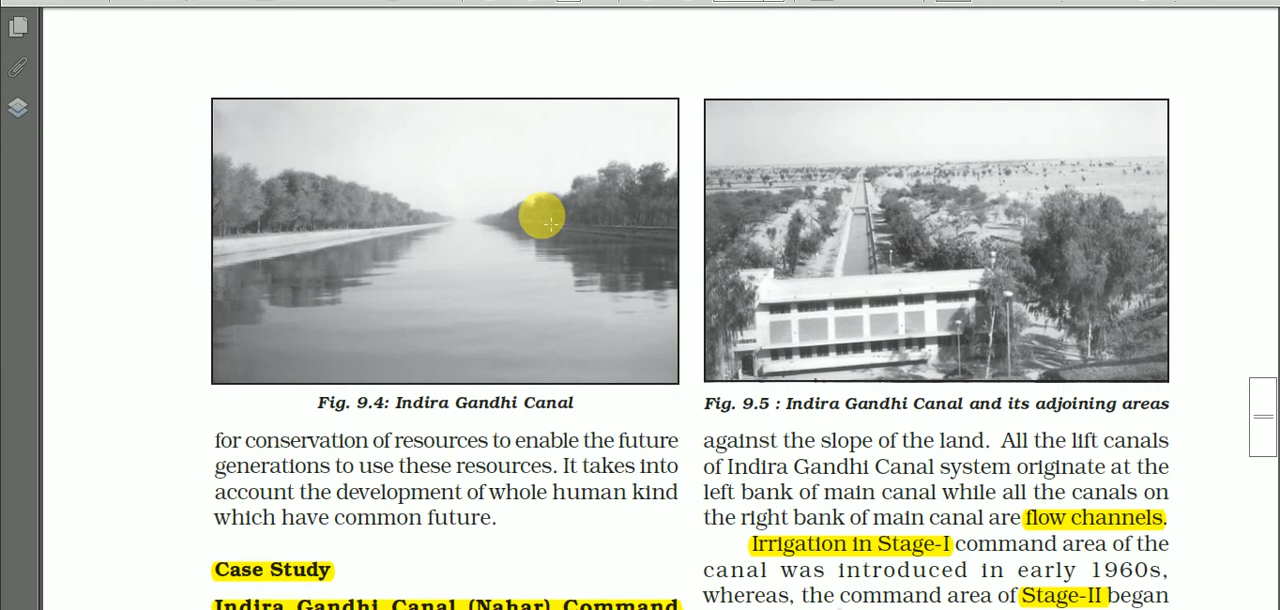 Fig. 9.4: Indira Gandhi Canal
for conservation of resources to enable the future
generations to use these resources. It takes into
account the development of whole human kind
which have common future.
Case Study
Indira Gandhi Canal (Nahar) Command
Fig. 9.5 : Indira Gandhi Canal and its adjoining areas
against the slope of the land. All the lift canals
of Indira Gandhi Canal system originate at the
left bank of main canal while all the canals on
the right bank of main canal are flow channels.
Irrigation in Stage-I command area of the
canal was introduced in early 1960s,
whereas, the command area of Stage-II began